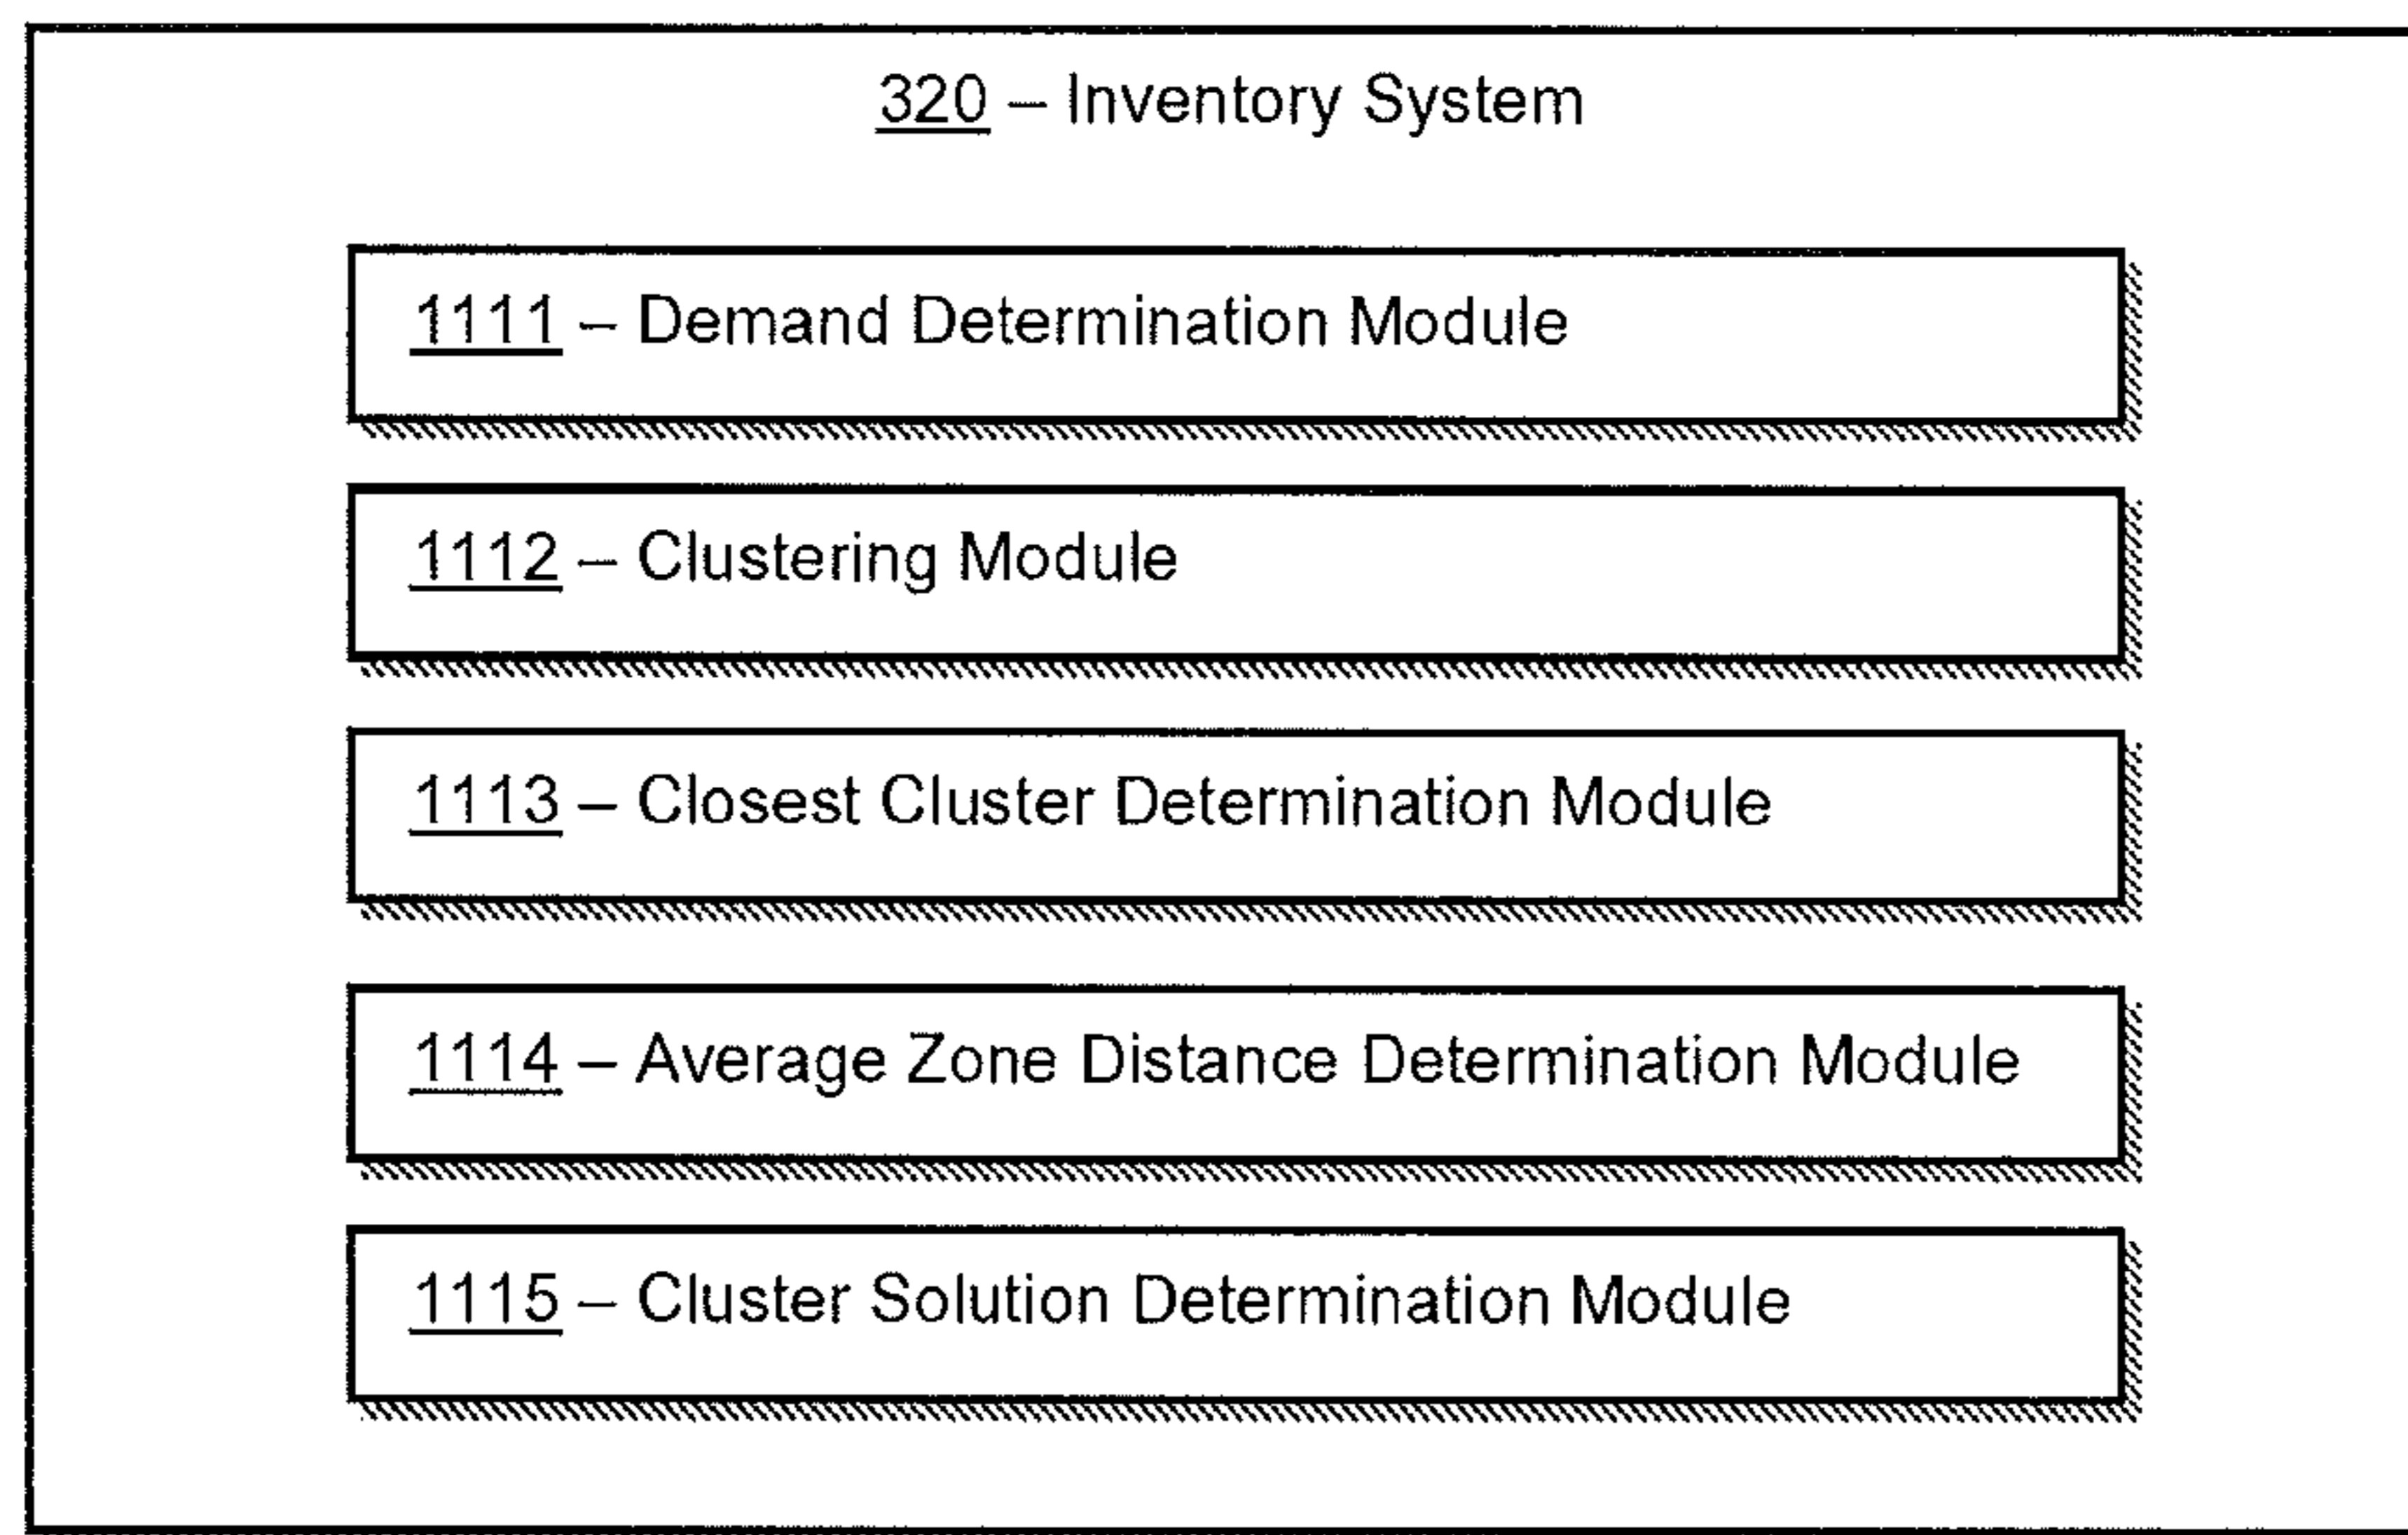 320 – Inventory System
1111 – Demand Determination Module
1112 – Clustering Module
1113 – Closest Cluster Determination Module
1114 – Average Zone Distance Determination Module
1115 – Cluster Solution Determination Module